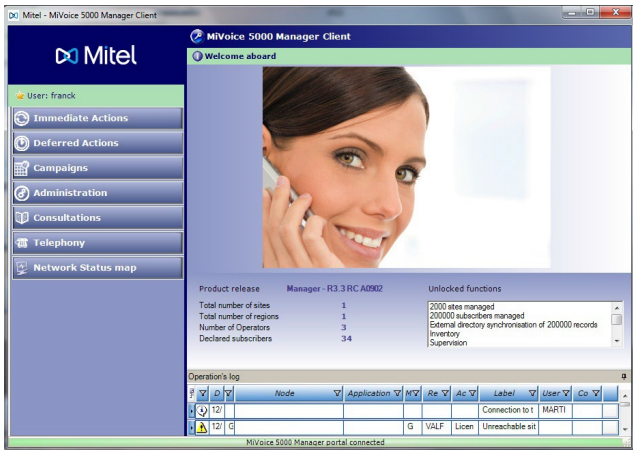 Mitel - MiVoice 5000 Manager Client
Mitel
MiVoice 5000 Manager Client
Welcome aboard
User: franck
Immediate Actions
Deferred Actions
Campaigns
Administration
Consultations
Telephony
Network Status map
Product release Manager - R3.3 RC A0902 Unlocked functions
Total number of sites 1
Total number of regions 1
Number of Operators 3
Declared subscribers 34
2000 sites managed
200000 subscribers managed
External directory synchronisation of 200000 records
Inventory
Supervision
Operation's log
D Node Application M Re Ac Label User Co
12/ Connection to t MARTI
12/ G G VALF Licen Unreachable sit
MiVoice 5000 Manager portal connected